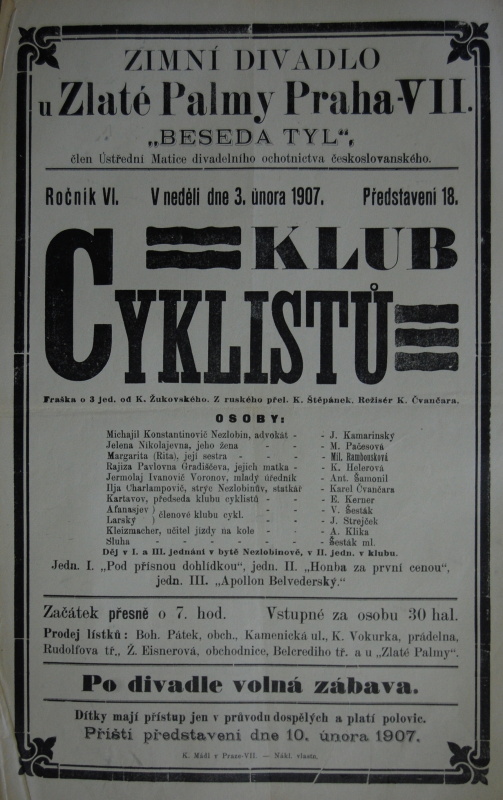 ZIMNÍ DIVADLO
u Zlaté Palmy Praha-VII.
„BESEDA TYL“,
člen Ústřední Matice divadelního ochotnictva českoslovanského.
Ročník VI. V neděli dne 3. února 1907. Představení 18.
KLUB
CYKLISTŮ
Fraška o 3 jed. od K. Žukovského. Z ruského přel. K. Štěpánek. Režisér K. Čvančara.
OSOBY:
Michajil Konstantinovič Nezlobin, advokát - - J. Kamarinský
Jelena Nikolajevna, jeho žena - - - M. Pačesová
Margarita (Rita), její sestra - - - Mil. Rambousková
Rajiza Pavlovna Gradiščeva, jejich matka - - K. Helerová
Jermolaj Ivanovič Voronov, mladý úředník - Ant. Šamonil
Ilja Charlampovič, strýc Nezlobinův, statkář - Karel Čvančara
Kartavov, předseda klubu cyklistů - - - E. Kerner
Afanasjev } členové klubu cykl. - - - V. Šesták
Larský } - - - J. Strejček
Kleizmacher, učitel jízdy na kole - - - A. Klika
Sluha - - - Šesták ml.
Děj v I. a III. jednání v bytě Nezlobinově, v II. jedn. v klubu.
Jedn. I. „Pod přísnou dohlídkou“, jedn. II. „Honba za první cenou“,
jedn. III. „Apollon Belvederský.“
Začátek přesně o 7. hod. Vstupné za osobu 30 hal.
Prodej lístků: Boh. Pátek, obch., Kamenická ul., K. Vokurka, prádelna,
Rudolfova tř., Ž. Eisnerová, obchodnice, Belcrediho tř. a u „Zlaté Palmy“.
Po divadle volná zábava.
Dítky mají přístup jen v průvodu dospělých a platí polovic.
Příští představení dne 10. února 1907.
K. Mádl v Praze-VII. — Nákl. vlastn.